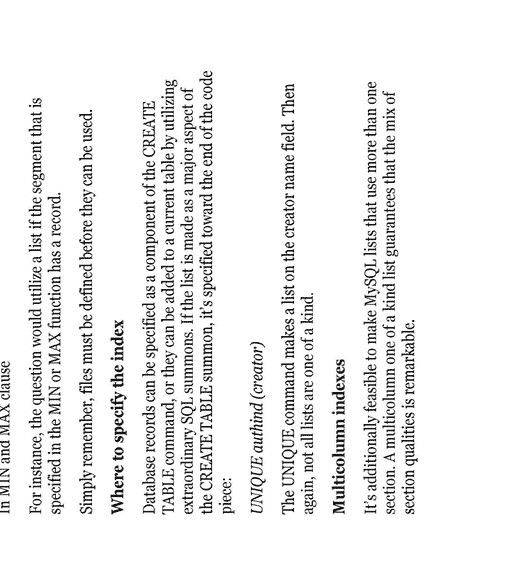 In MIN and MAX clause
For instance, the question would utilize a list if the segment that is
specified in the MIN or MAX function has a record.
Simply remember, files must be defined before they can be used.
Where to specify the index
Database records can be specified as a component of the CREATE
TABLE command, or they can be added to a current table by utilizing
extraordinary SQL summons. If the list is made as a major aspect of
the CREATE TABLE summon, it's specified toward the end of the code
piece:
UNIQUE authind (creator)
The UNIQUE command makes a list on the creator name field. Then
again, not all lists are one of a kind.
Multicolumn indexes
It's additionally feasible to make MySQL lists that use more than one
section. A multicolumn one of a kind list guarantees that the mix of
section qualities is remarkable.